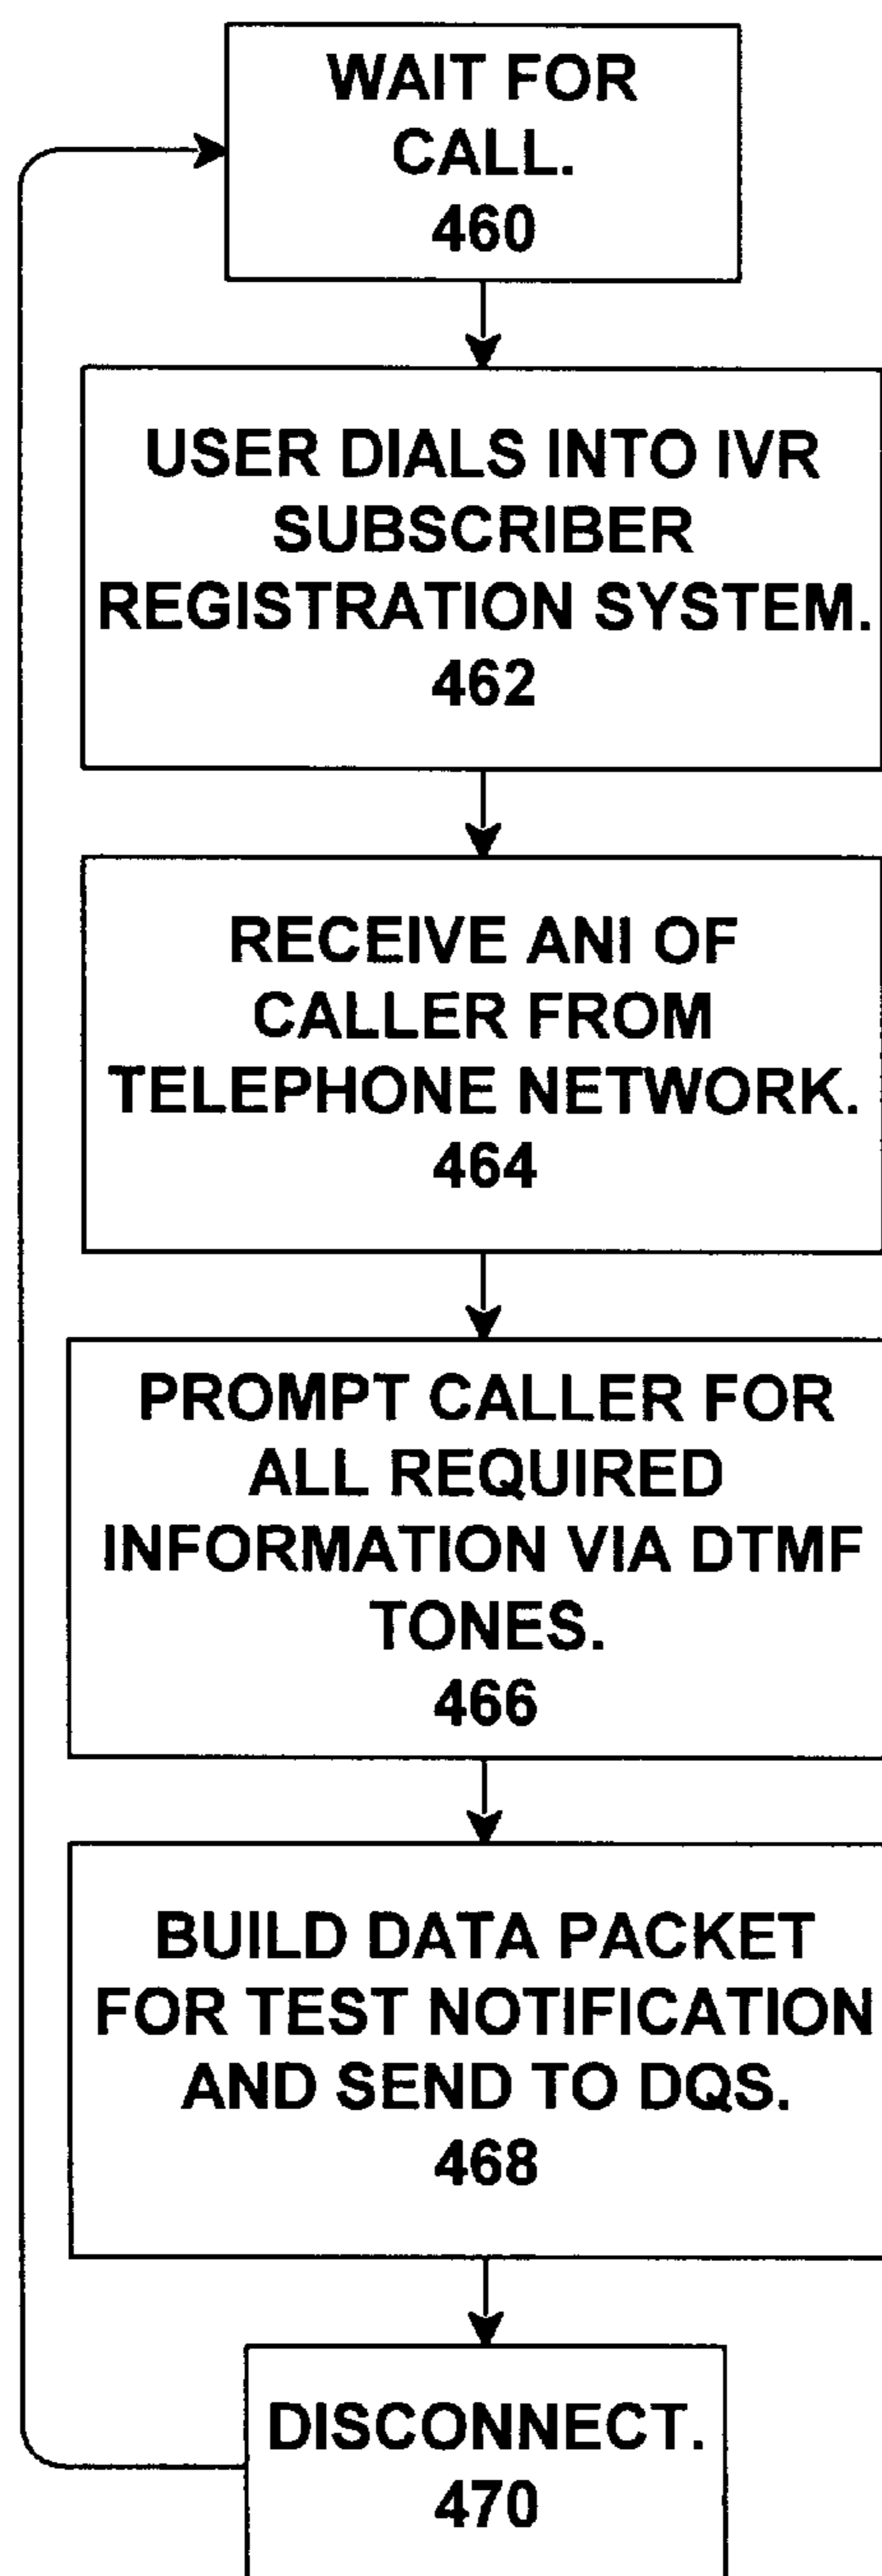 WAIT FOR
CALL.
460
USER DIALS INTO IVR
SUBSCRIBER
REGISTRATION SYSTEM.
462
RECEIVE ANI OF
CALLER FROM
TELEPHONE NETWORK.
464
PROMPT CALLER FOR
ALL REQUIRED
INFORMATION VIA DTMF
TONES.
466
BUILD DATA PACKET
FOR TEST NOTIFICATION
AND SEND TO DQS.
468
DISCONNECT.
470